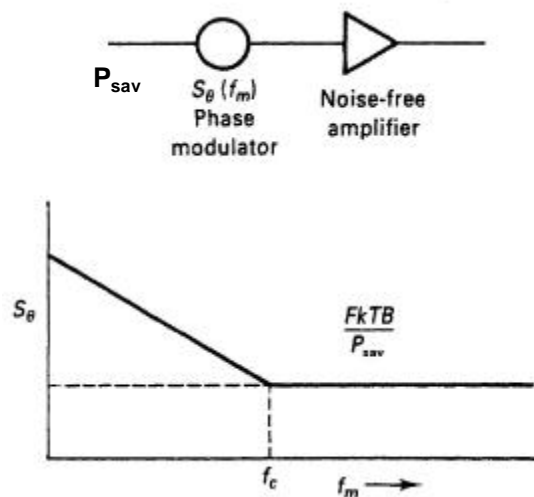 P_sav
S_θ (f_m)
Phase
modulator
Noise-free
amplifier
S_θ
FkTB
P_sav
f_c
f_m